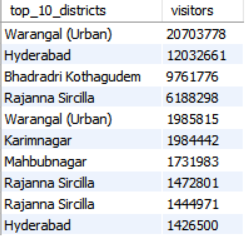 top_10_districts visitors
Warangal (Urban) 20703778
Hyderabad 12032661
Bhadradri Kothagudem 9761776
Rajanna Sircilla 6188298
Warangal (Urban) 1985815
Karimnagar 1984442
Mahbubnagar 1731983
Rajanna Sircilla 1472801
Rajanna Sircilla 1444971
Hyderabad 1426500